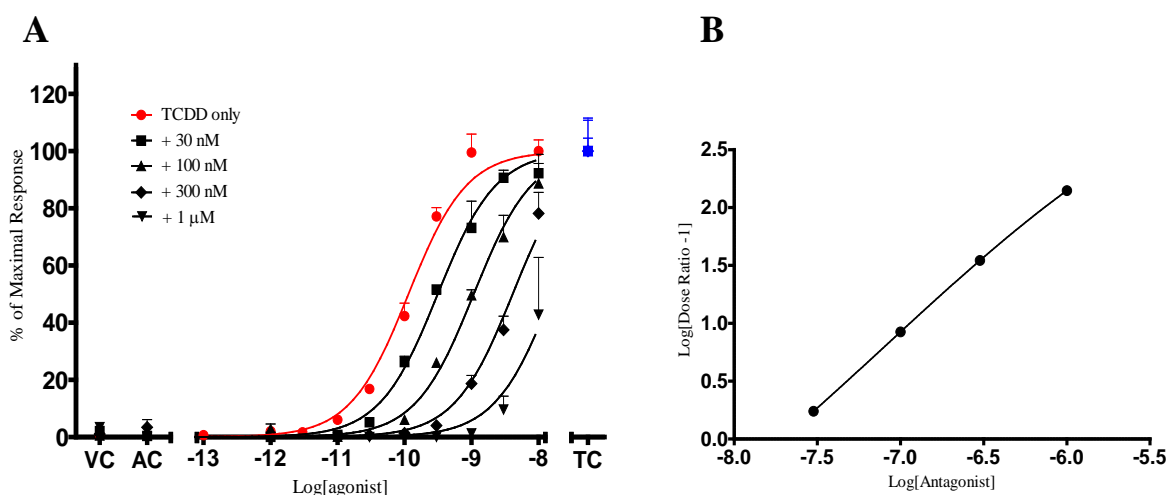 A
% of Maximal Response
120
100
80
60
40
20
0
TCDD only
+ 30 nM
+ 100 nM
+ 300 nM
+ 1 μM
VC AC -13 -12 -11 -10 -9 -8 TC
Log[agonist]
B
Log[Dose Ratio -1]
2.5
2.0
1.5
1.0
0.5
0.0
-8.0 -7.5 -7.0 -6.5 -6.0 -5.5
Log[Antagonist]